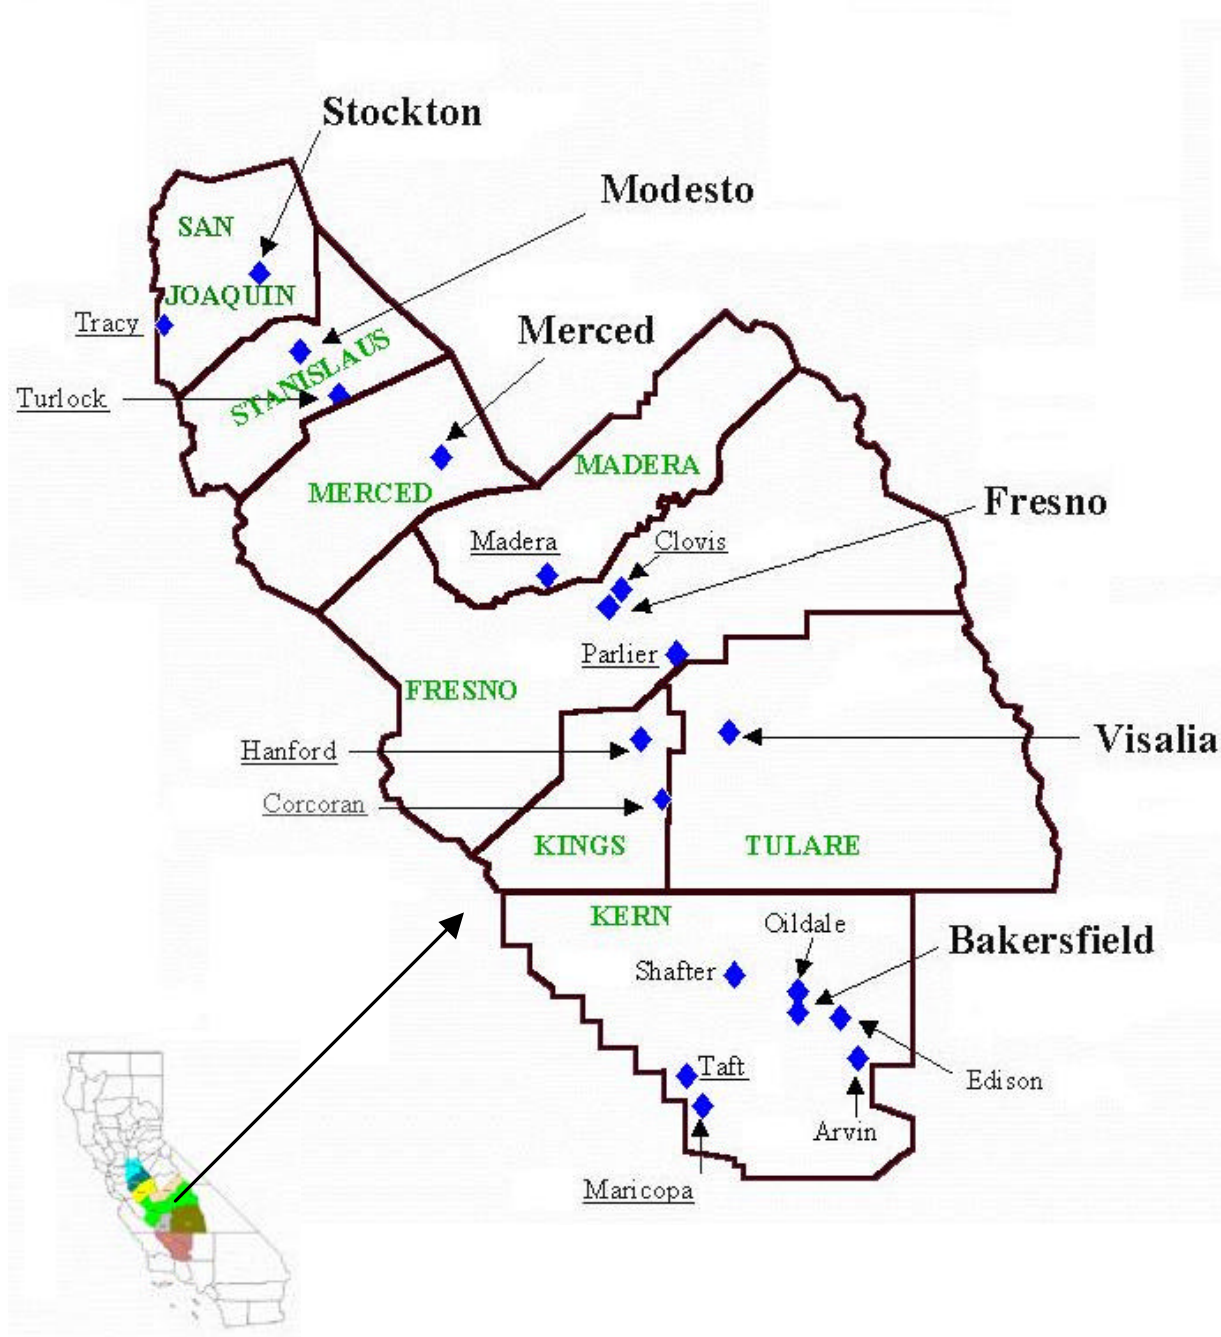 Stockton
Modesto
SAN
JOAQUIN
Tracy
Merced
STANISLAUS
Turlock
MADERA
MERCED
Fresno
Madera
Clovis
Parlier
FRESNO
Visalia
Hanford
Corcoran
KINGS
TULARE
KERN
Oildale
Bakersfield
Shafter
Taft
Edison
Arvin
Maricopa